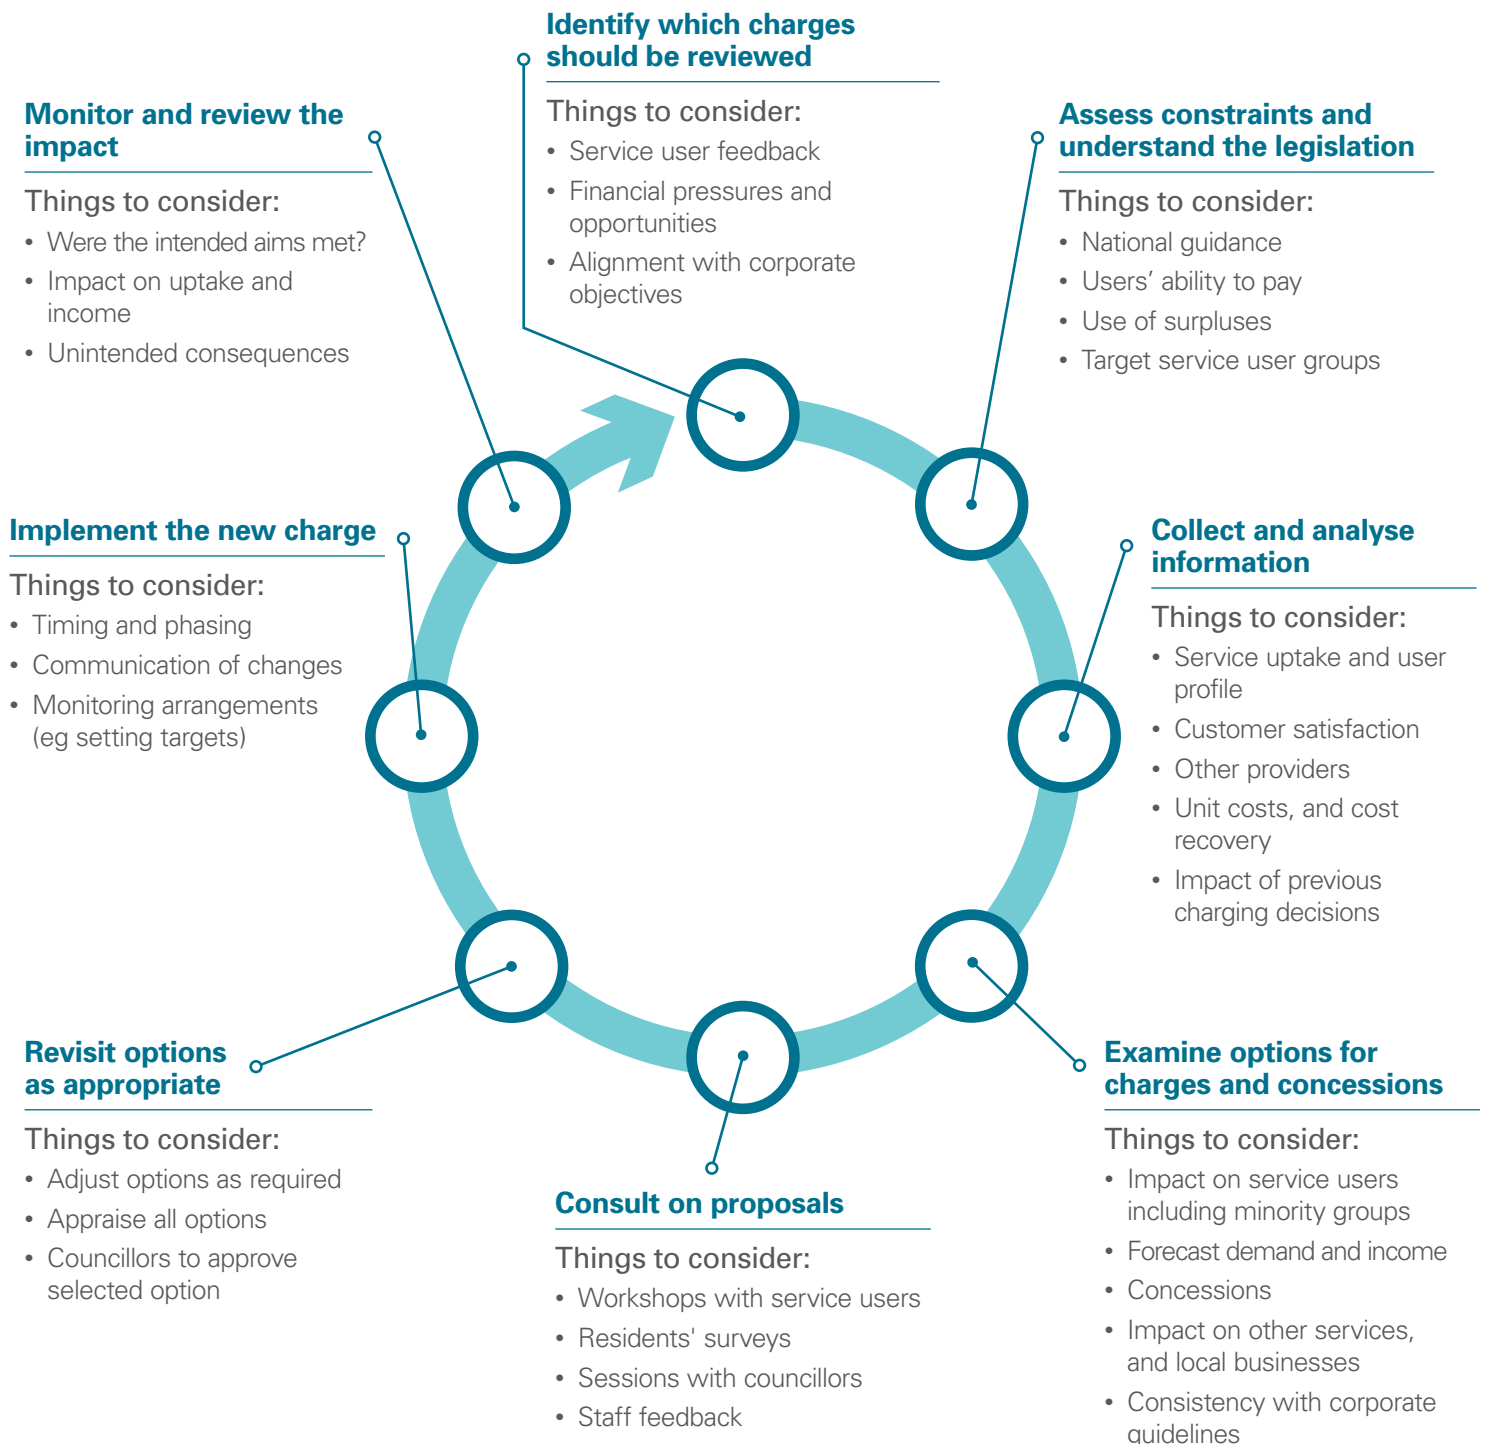 Identify which charges
should be reviewed
Things to consider:
• Service user feedback
• Financial pressures and
opportunities
• Alignment with corporate
objectives
Assess constraints and
understand the legislation
Things to consider:
• National guidance
• Users’ ability to pay
• Use of surpluses
• Target service user groups
Collect and analyse
information
Things to consider:
• Service uptake and user
profile
• Customer satisfaction
• Other providers
• Unit costs, and cost
recovery
• Impact of previous
charging decisions
Examine options for
charges and concessions
Things to consider:
• Impact on service users
including minority groups
• Forecast demand and income
• Concessions
• Impact on other services,
and local businesses
• Consistency with corporate
guidelines
Consult on proposals
Things to consider:
• Workshops with service users
• Residents' surveys
• Sessions with councillors
• Staff feedback
Revisit options
as appropriate
Things to consider:
• Adjust options as required
• Appraise all options
• Councillors to approve
selected option
Implement the new charge
Things to consider:
• Timing and phasing
• Communication of changes
• Monitoring arrangements
(eg setting targets)
Monitor and review the
impact
Things to consider:
• Were the intended aims met?
• Impact on uptake and
income
• Unintended consequences